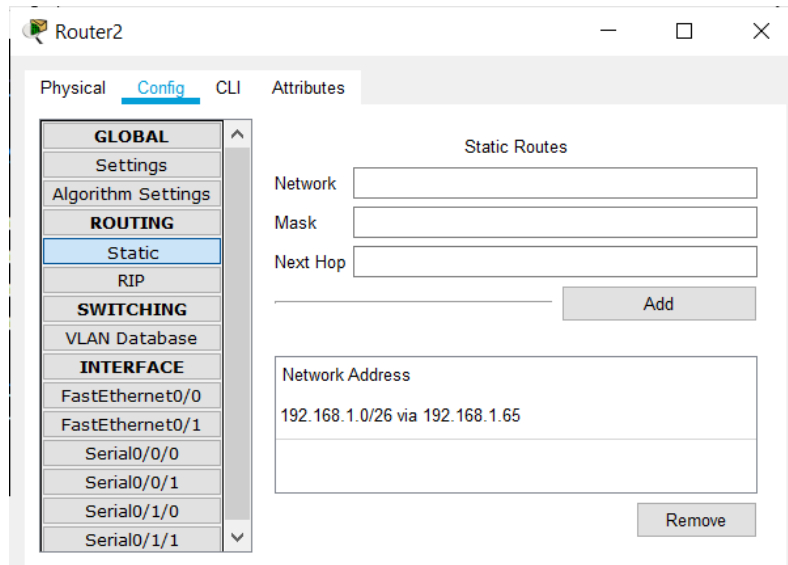 Router2
Physical Config CLI Attributes
GLOBAL
Settings
Algorithm Settings
ROUTING
Static
RIP
SWITCHING
VLAN Database
INTERFACE
FastEthernet0/0
FastEthernet0/1
Serial0/0/0
Serial0/0/1
Serial0/1/0
Serial0/1/1
Static Routes
Network
Mask
Next Hop
Add
Network Address
192.168.1.0/26 via 192.168.1.65
Remove